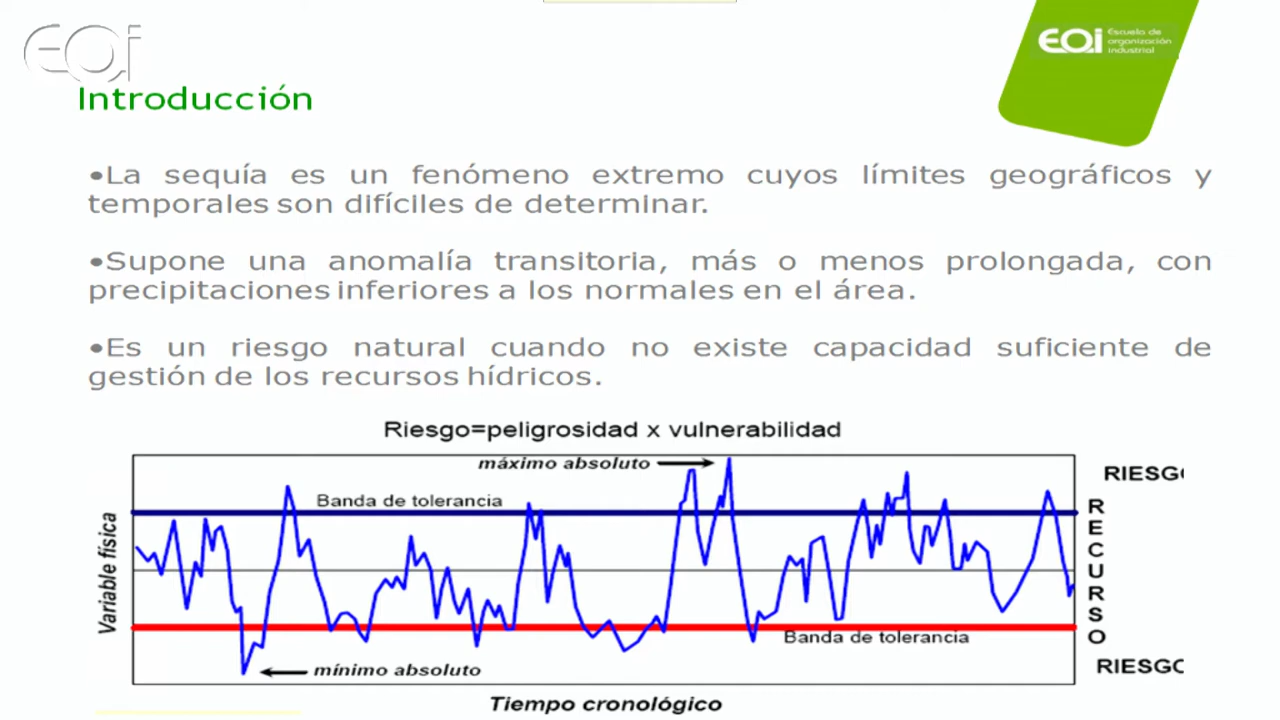 EOi
EOi Escuela de
organización
industrial
Introducción
•La sequía es un fenómeno extremo cuyos límites geográficos y
temporales son difíciles de determinar.
•Supone una anomalía transitoria, más o menos prolongada, con
precipitaciones inferiores a los normales en el área.
•Es un riesgo natural cuando no existe capacidad suficiente de
gestión de los recursos hídricos.
Riesgo=peligrosidad x vulnerabilidad
máximo absoluto
RIESGO
Banda de tolerancia
Variable física
RECURSO
Banda de tolerancia
RIESGO
mínimo absoluto
Tiempo cronológico